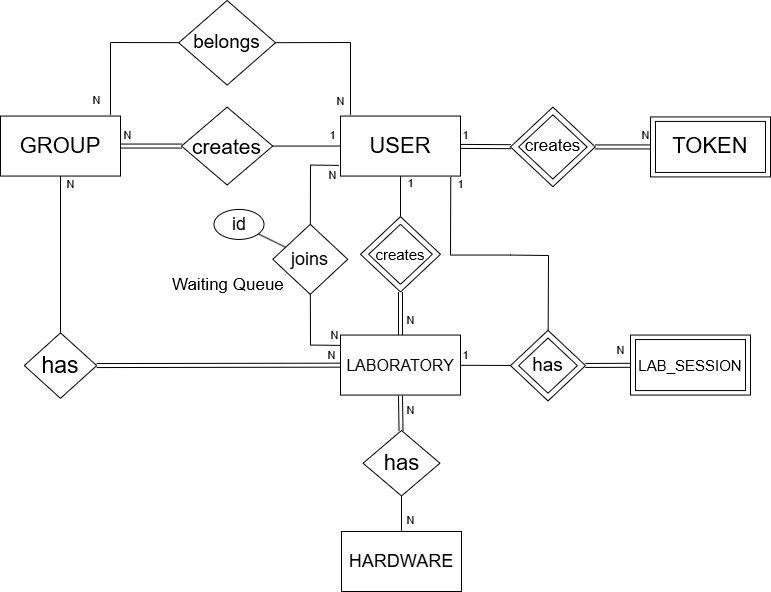 belongs
N
N
GROUP
N
creates
1
USER
1
creates
N
TOKEN
N
N
1
1
id
joins
creates
Waiting Queue
N
N
has
N
LABORATORY
1
has
N
LAB_SESSION
N
has
N
HARDWARE